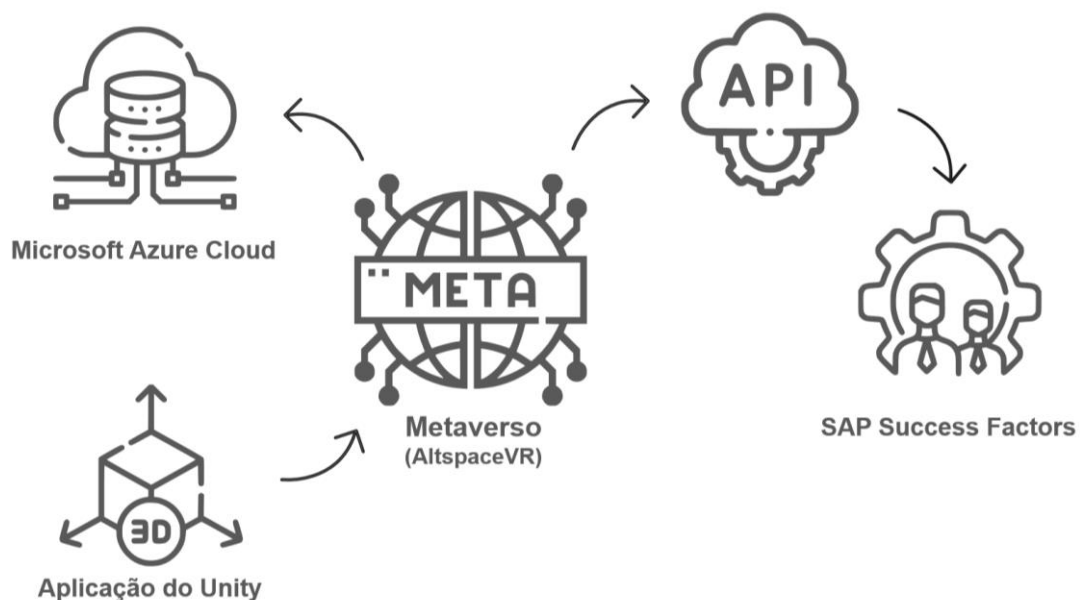 API
Microsoft Azure Cloud
META
Metaverso
(AltspaceVR)
SAP Success Factors
3D
Aplicação do Unity